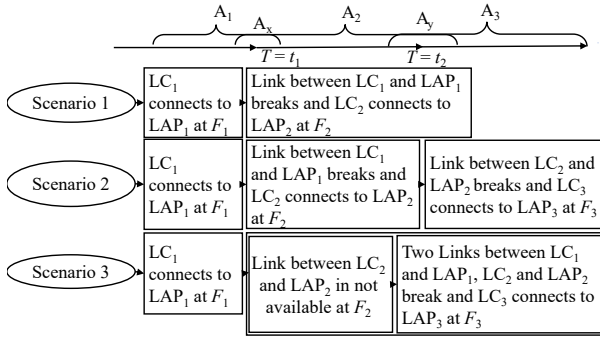 A₁
Aₓ
A₂
Aᵧ
A₃
T = t₁
T = t₂
Scenario 1
LC₁
connects to
LAP₁ at F₁
Link between LC₁ and LAP₁
breaks and LC₂ connects to
LAP₂ at F₂
Scenario 2
LC₁
connects to
LAP₁ at F₁
Link between LC₁
and LAP₁ breaks and
LC₂ connects to LAP₂
at F₂
Link between LC₂ and
LAP₂ breaks and LC₃
connects to LAP₃ at F₃
Scenario 3
LC₁
connects to
LAP₁ at F₁
Link between LC₂
and LAP₂ in not
available at F₂
Two Links between LC₁
and LAP₁, LC₂ and LAP₂
break and LC₃ connects to
LAP₃ at F₃